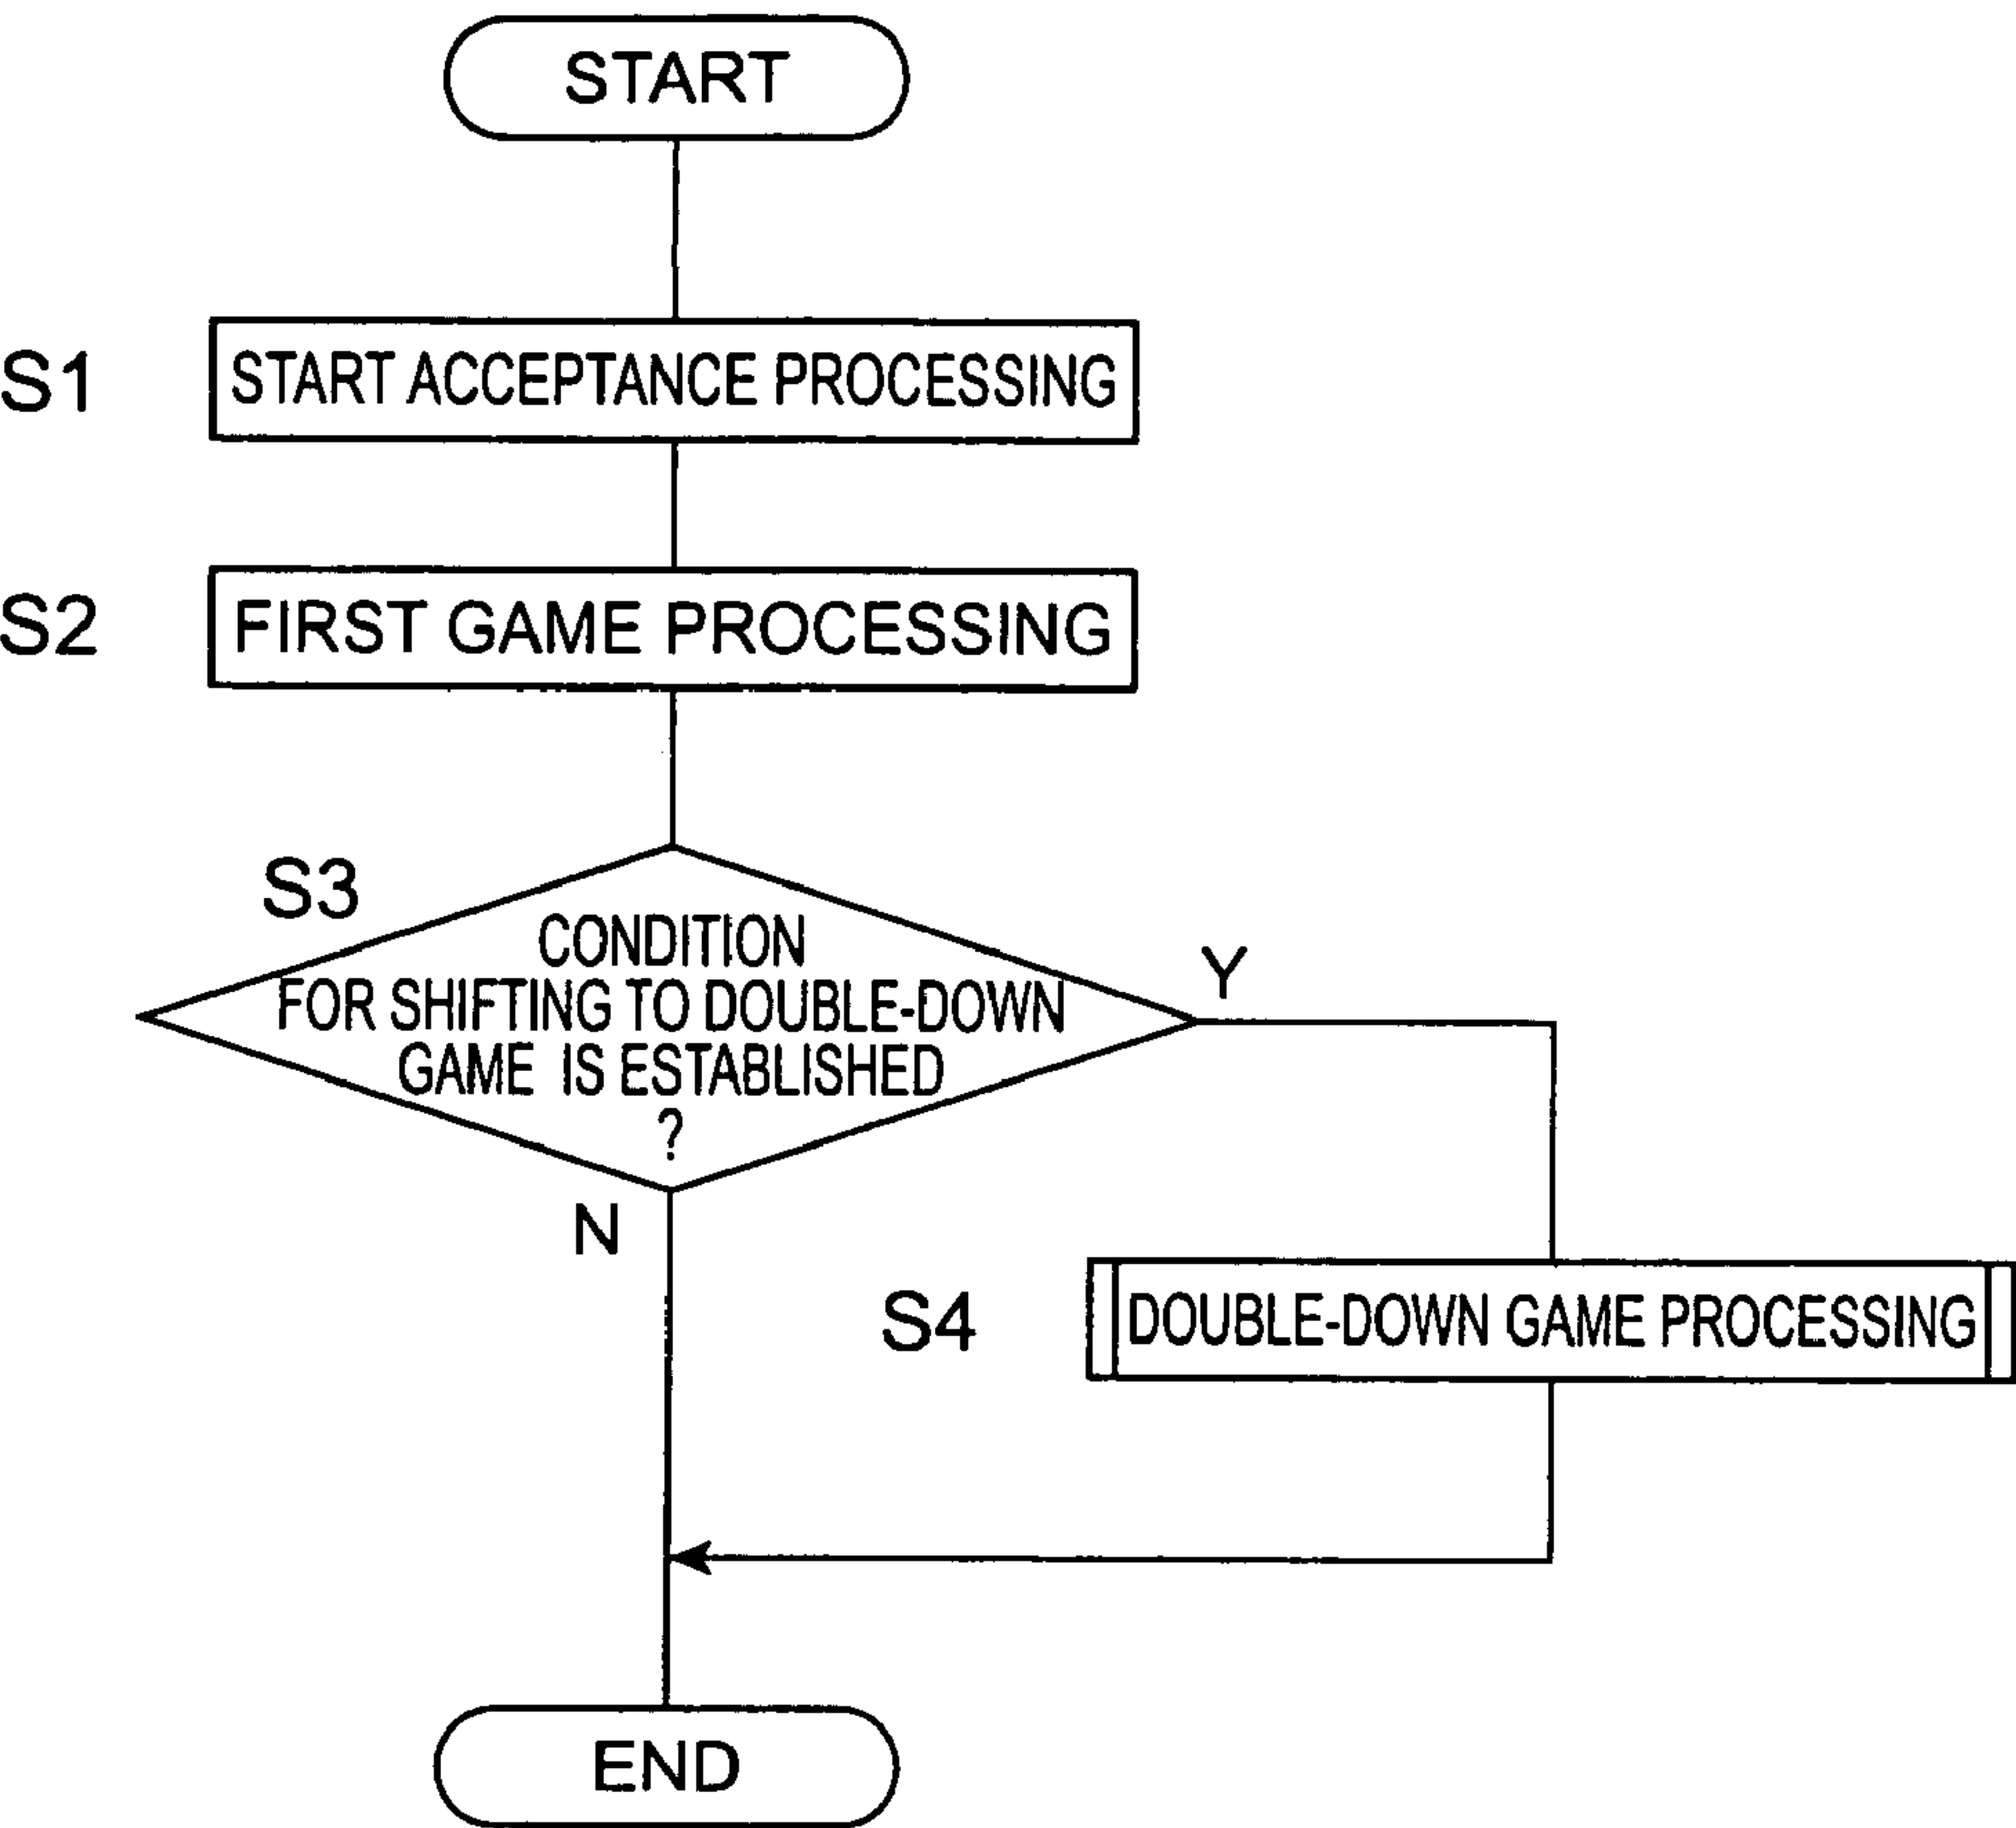 START
S1
START ACCEPTANCE PROCESSING
S2
FIRST GAME PROCESSING
S3
CONDITION
FOR SHIFTING TO DOUBLE-DOWN
GAME IS ESTABLISHED
?
Y
N
S4
DOUBLE-DOWN GAME PROCESSING
END